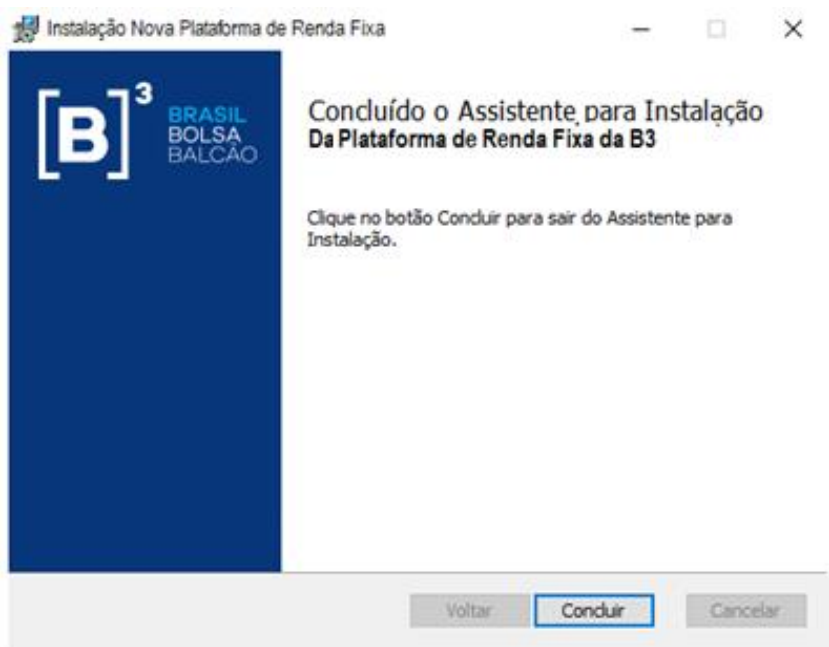 Instalação Nova Plataforma de Renda Fixa
[B]³
BRASIL
BOLSA
BALCÃO
Concluído o Assistente para Instalação
Da Plataforma de Renda Fixa da B3
Clique no botão Concluir para sair do Assistente para
Instalação.
Voltar Concluir Cancelar